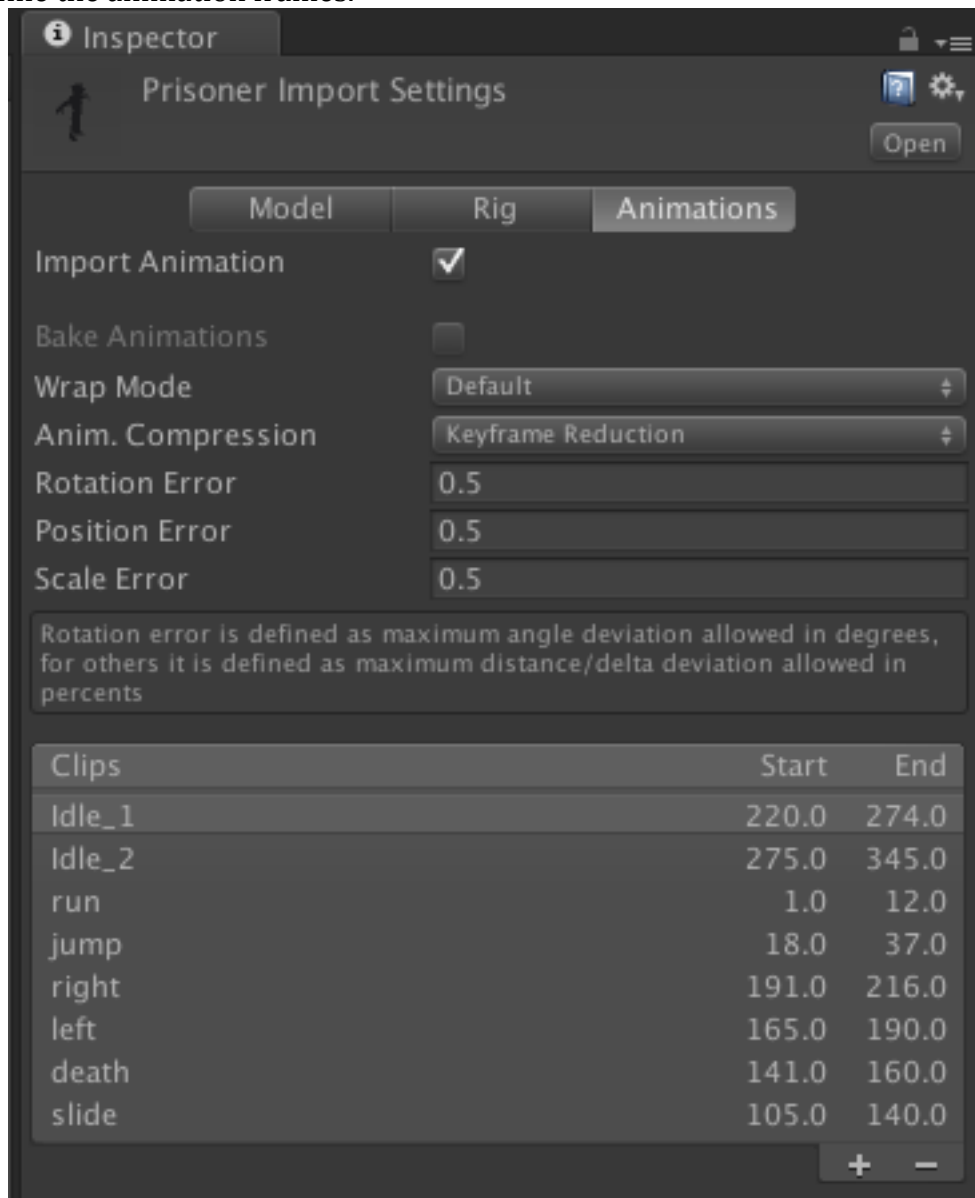 Inspector
Prisoner Import Settings
Open
Model Rig Animations
Import Animation
Bake Animations
Wrap Mode Default
Anim. Compression Keyframe Reduction
Rotation Error 0.5
Position Error 0.5
Scale Error 0.5
Rotation error is defined as maximum angle deviation allowed in degrees,
for others it is defined as maximum distance/delta deviation allowed in
percents
Clips Start End
Idle_1 220.0 274.0
Idle_2 275.0 345.0
run 1.0 12.0
jump 18.0 37.0
right 191.0 216.0
left 165.0 190.0
death 141.0 160.0
slide 105.0 140.0
+ −